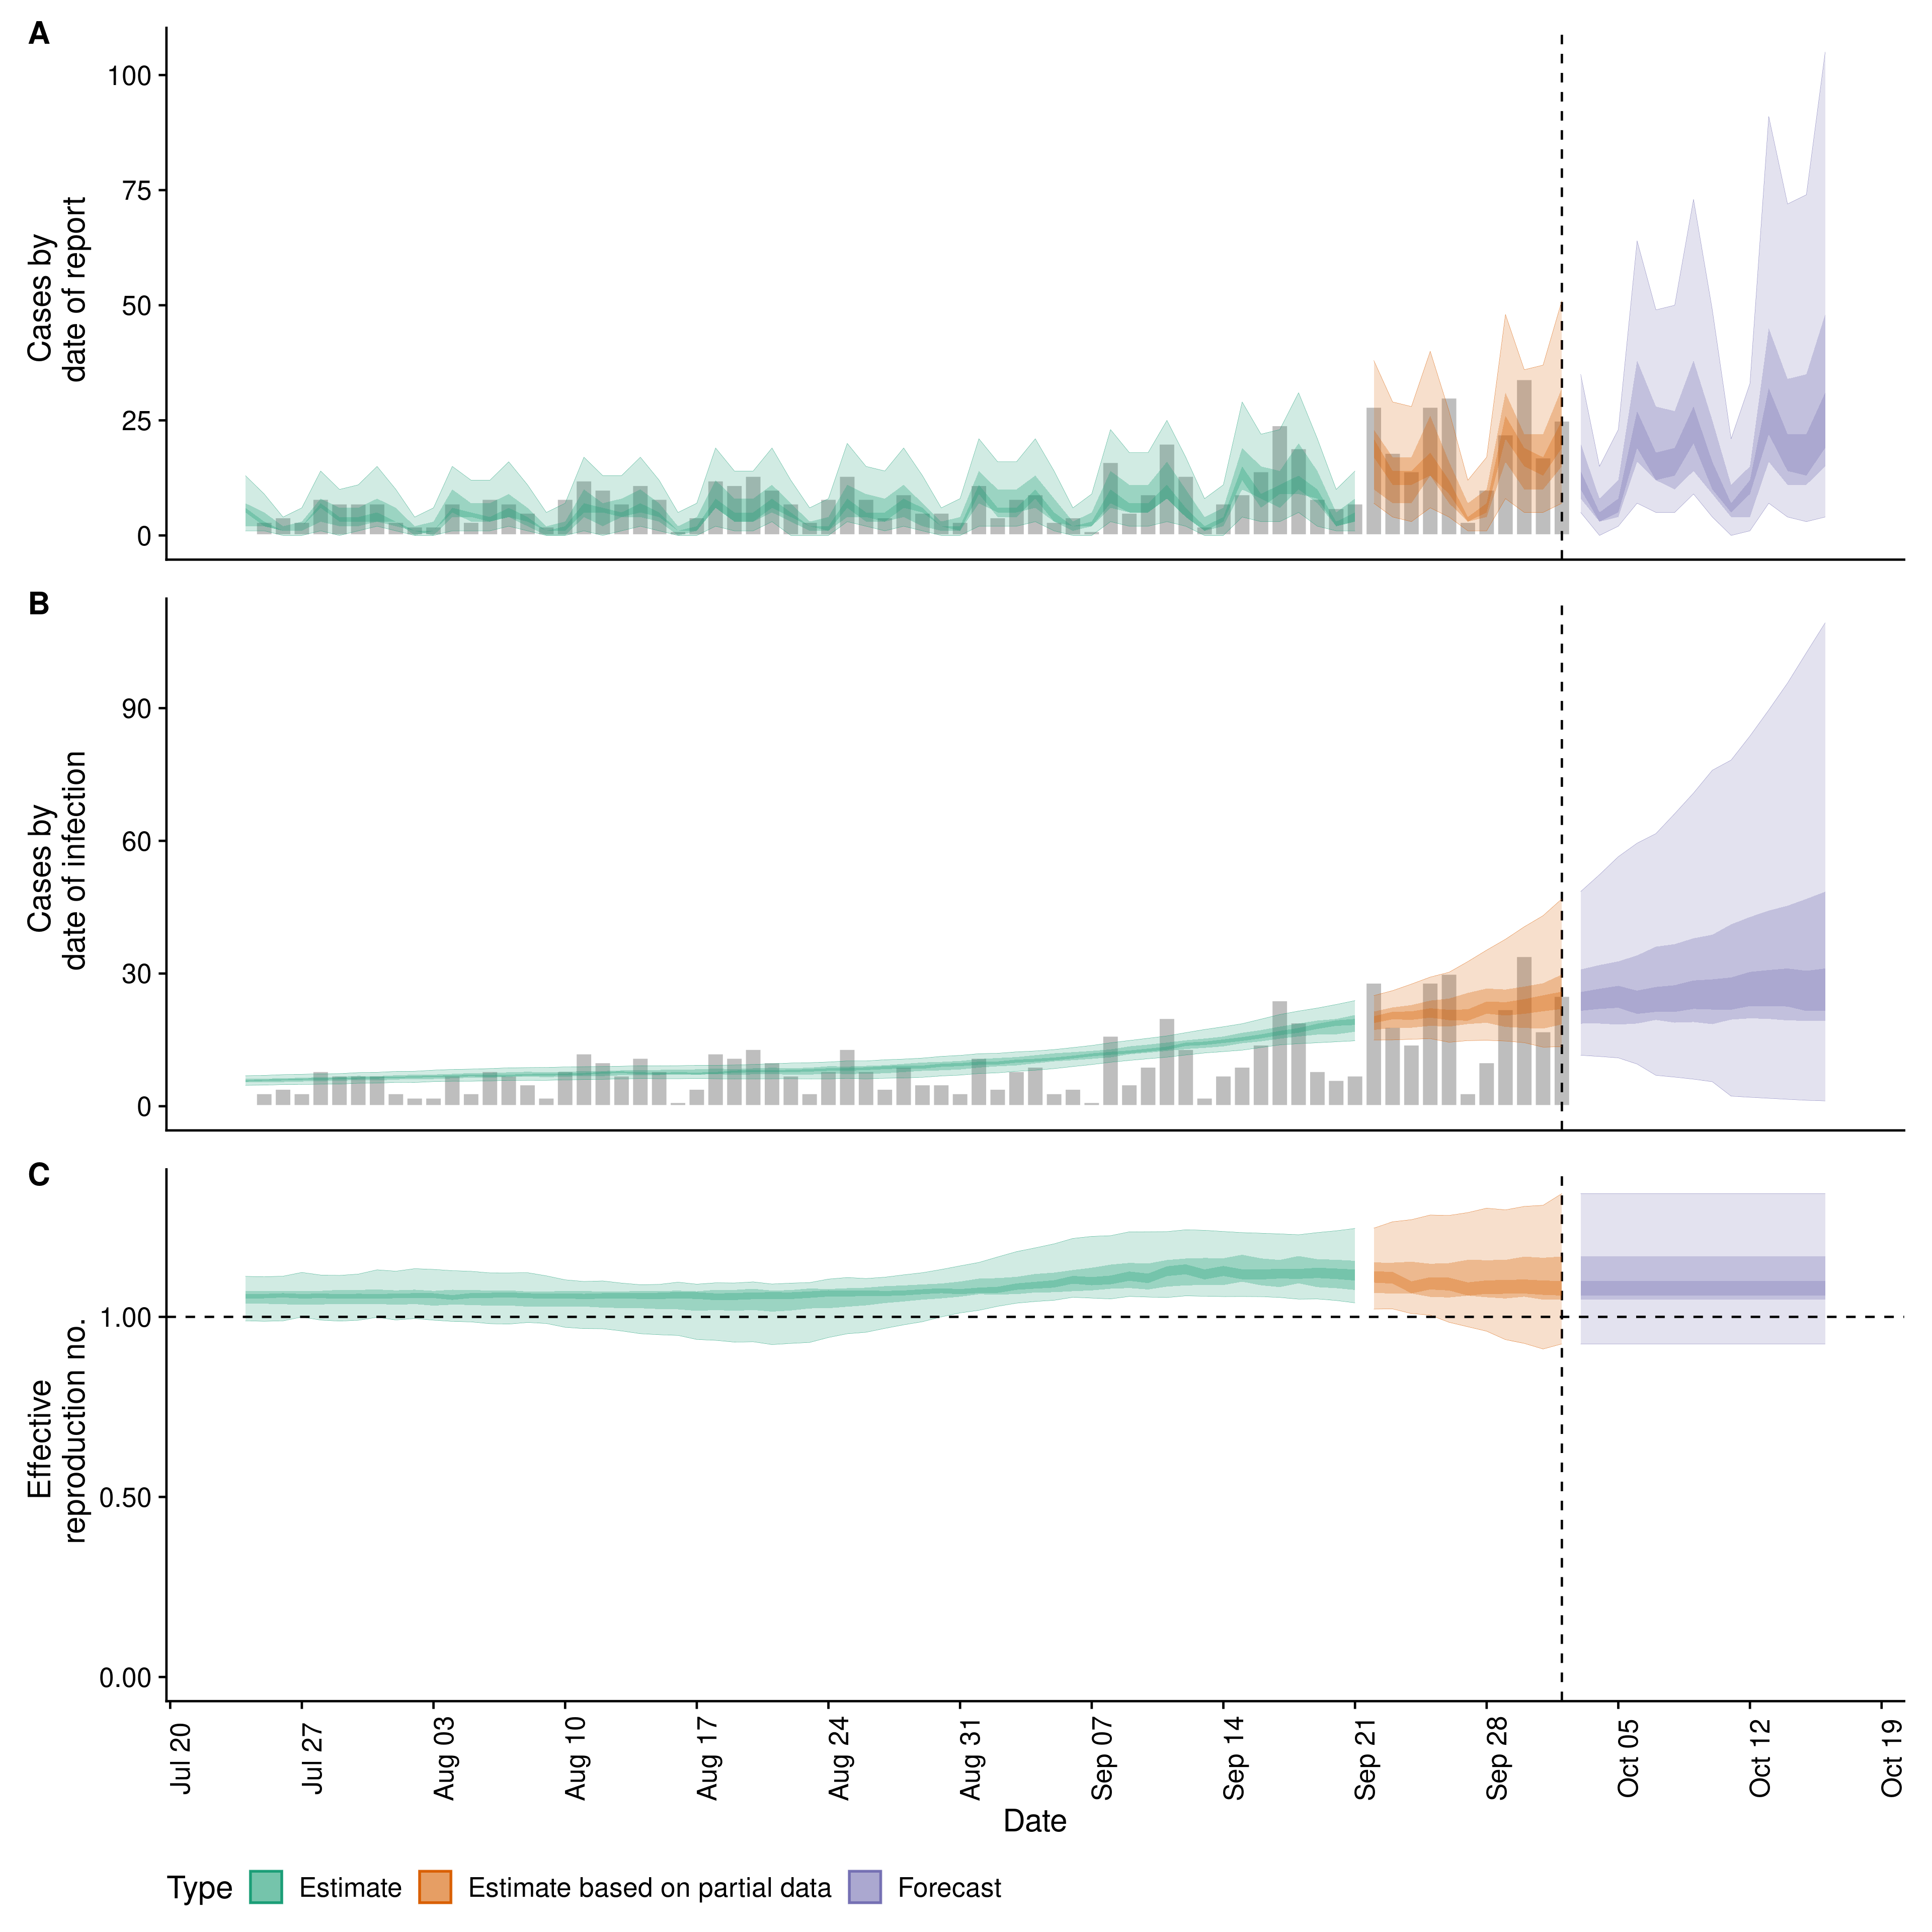 A
Cases by
date of report
100
75
50
25
0
B
Cases by
date of infection
90
60
30
0
C
Effective
reproduction no.
1.00
0.50
0.00
Jul 20
Jul 27
Aug 03
Aug 10
Aug 17
Aug 24
Aug 31
Sep 07
Sep 14
Sep 21
Sep 28
Oct 05
Oct 12
Oct 19
Date
Type Estimate Estimate based on partial data Forecast